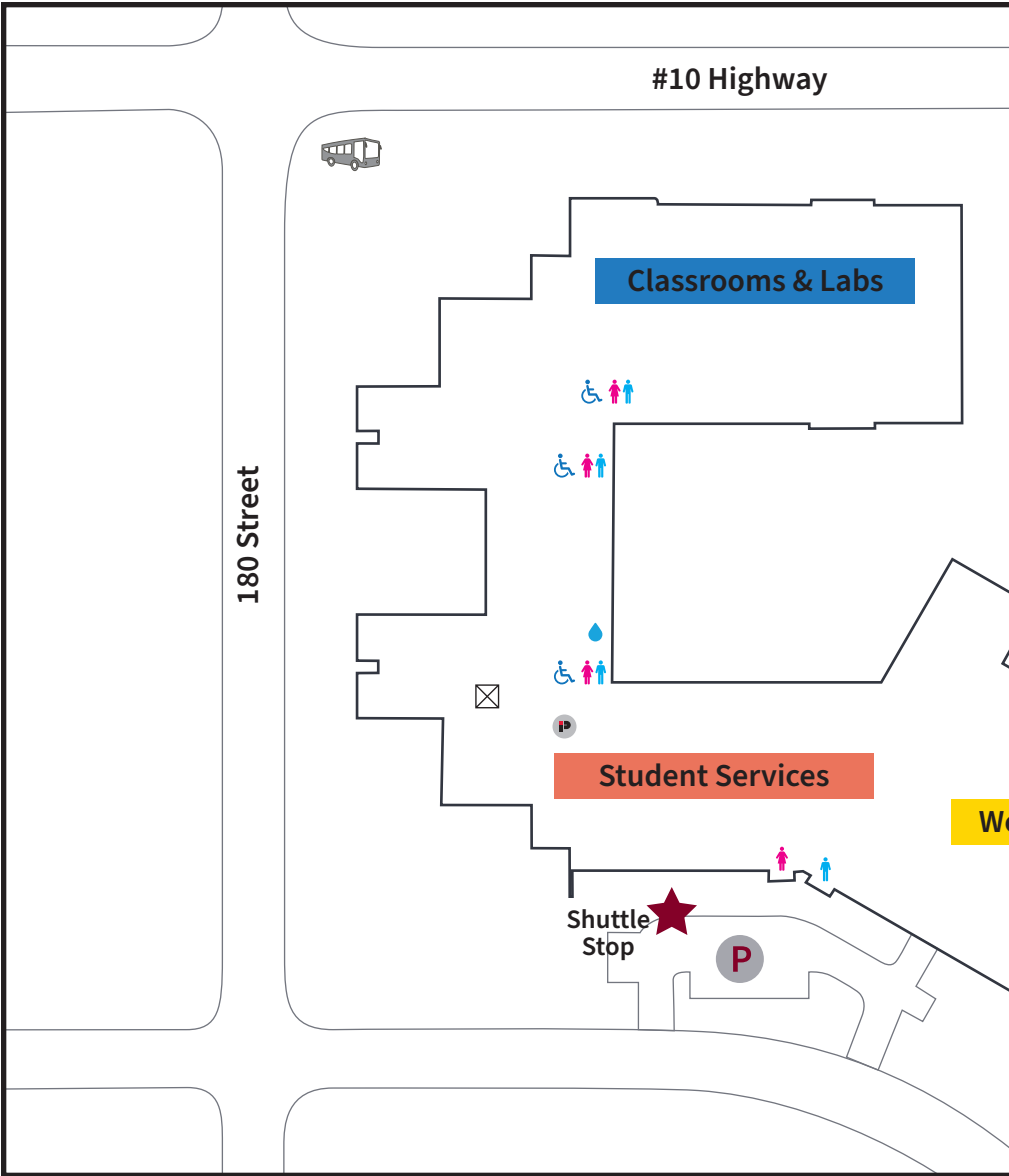 #10 Highway
Classrooms & Labs
180 Street
Student Services
Shuttle
Stop
P